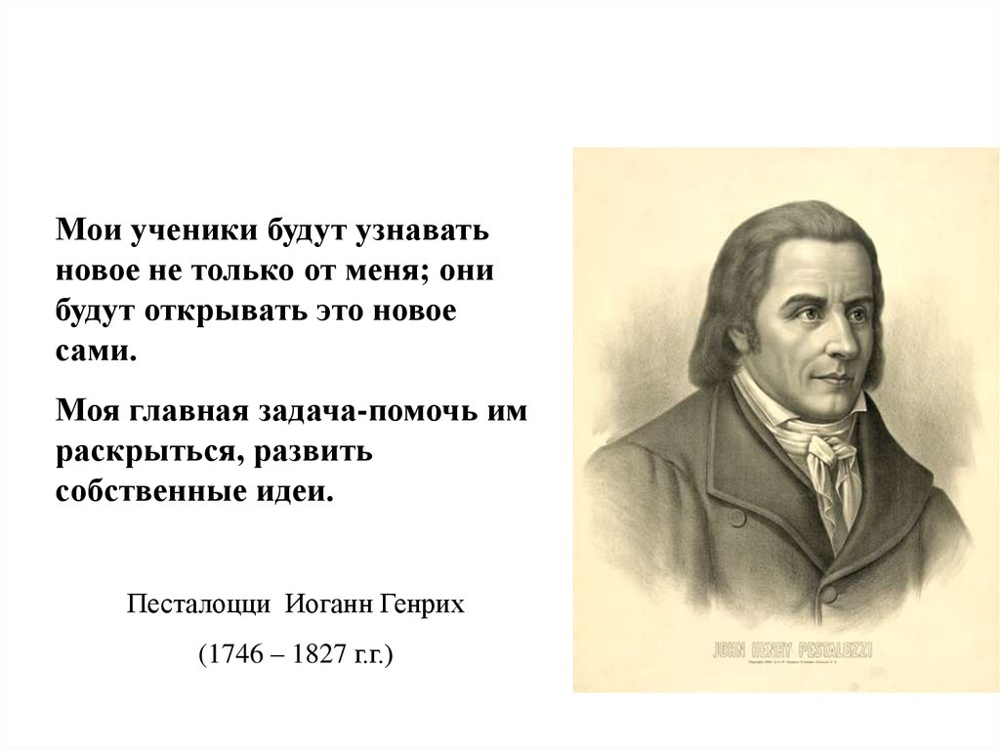 Мои ученики будут узнавать
новое не только от меня; они
будут открывать это новое
сами.
Моя главная задача-помочь им
раскрыться, развить
собственные идеи.
Песталоцци Иоганн Генрих
(1746 – 1827 г.г.)
JOHN HENRY PESTALOZZI